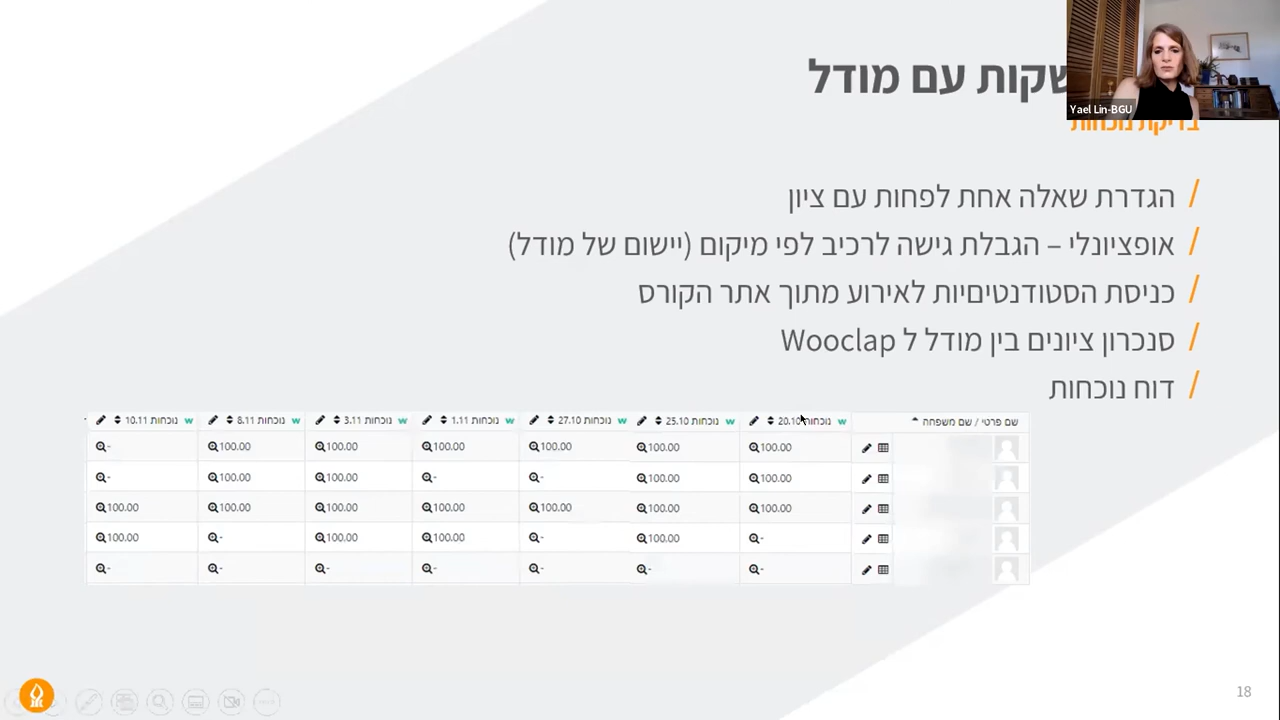 עם מודל
Yael Lin-BGU
בדיקת נוכחות
/ הגדרת שאלה אחת לפחות עם ציון
/ אופציונלי – הגבלת גישה לרכיב לפי מיקום (יישום של מודל)
/ כניסת הסטודנטיםיות לאירוע מתוך אתר הקורס
/ סנכרון ציונים בין מודל ל Wooclap
/ דוח נוכחות
שם פרטי / שם משפחה נוכחות 20.10 נוכחות 25.10 נוכחות 27.10 נוכחות 1.11 נוכחות 3.11 נוכחות 8.11 נוכחות 10.11
100.00 100.00 100.00 100.00 100.00 100.00 -
100.00 100.00 - - 100.00 100.00 -
100.00 100.00 100.00 100.00 100.00 100.00 100.00
- 100.00 - 100.00 100.00 - 100.00
- - - - - - -
18